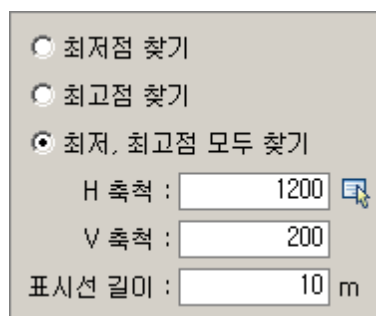 최저점 찾기
최고점 찾기
최저, 최고점 모두 찾기
H 축척 : 1200
V 축척 : 200
표시선 길이 : 10 m